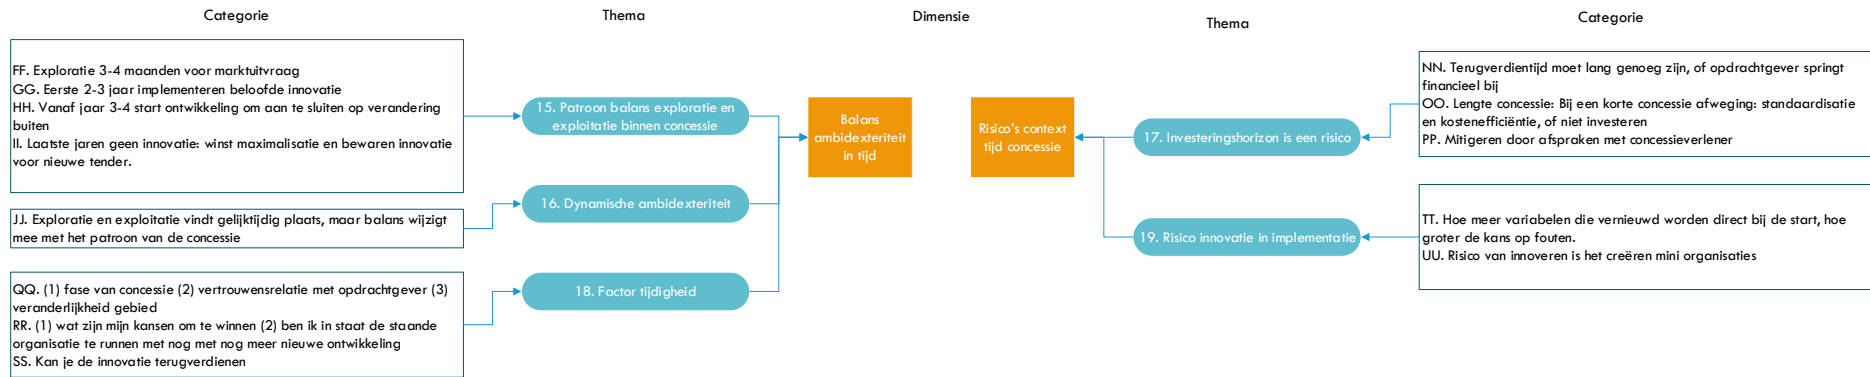 Categorie
Thema
Dimensie
Thema
Categorie
FF. Exploratie 3-4 maanden voor marktuitvraag
GG. Eerste 2-3 jaar implementeren beloofde innovatie
HH. Vanaf jaar 3-4 start ontwikkeling om aan te sluiten op verandering
buiten
II. Laatste jaren geen innovatie: winst maximalisatie en bewaren innovatie
voor nieuwe tender.
JJ. Exploratie en exploitatie vindt gelijktijdig plaats, maar balans wijzigt
mee met het patroon van de concessie
QQ. (1) fase van concessie (2) vertrouwensrelatie met opdrachtgever (3)
veranderlijkheid gebied
RR. (1) wat zijn mijn kansen om te winnen (2) ben ik in staat de staande
organisatie te runnen met nog met nog meer nieuwe ontwikkeling
SS. Kan je de innovatie terugverdienen
15. Patroon balans exploratie en
exploitatie binnen concessie
16. Dynamische ambidexteriteit
18. Factor tijdigheid
Balans
ambidexteriteit
in tijd
Risico's context
tijd concessie
17. Investeringshorizon is een risico
19. Risico innovatie in implementatie
NN. Terugverdientijd moet lang genoeg zijn, of opdrachtgever springt
financieel bij
OO. Lengte concessie: Bij een korte concessie afweging: standaardisatie
en kostenefficiëntie, of niet investeren
PP. Mitigeren door afspraken met concessieverlener
TT. Hoe meer variabelen die vernieuwd worden direct bij de start, hoe
groter de kans op fouten.
UU. Risico van innoveren is het creëren mini organisaties